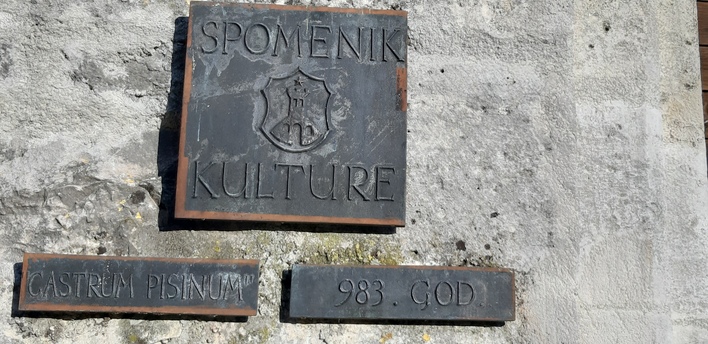 SPOMENIK
KULTURE
CASTRUM PISINUM
983. GOD.